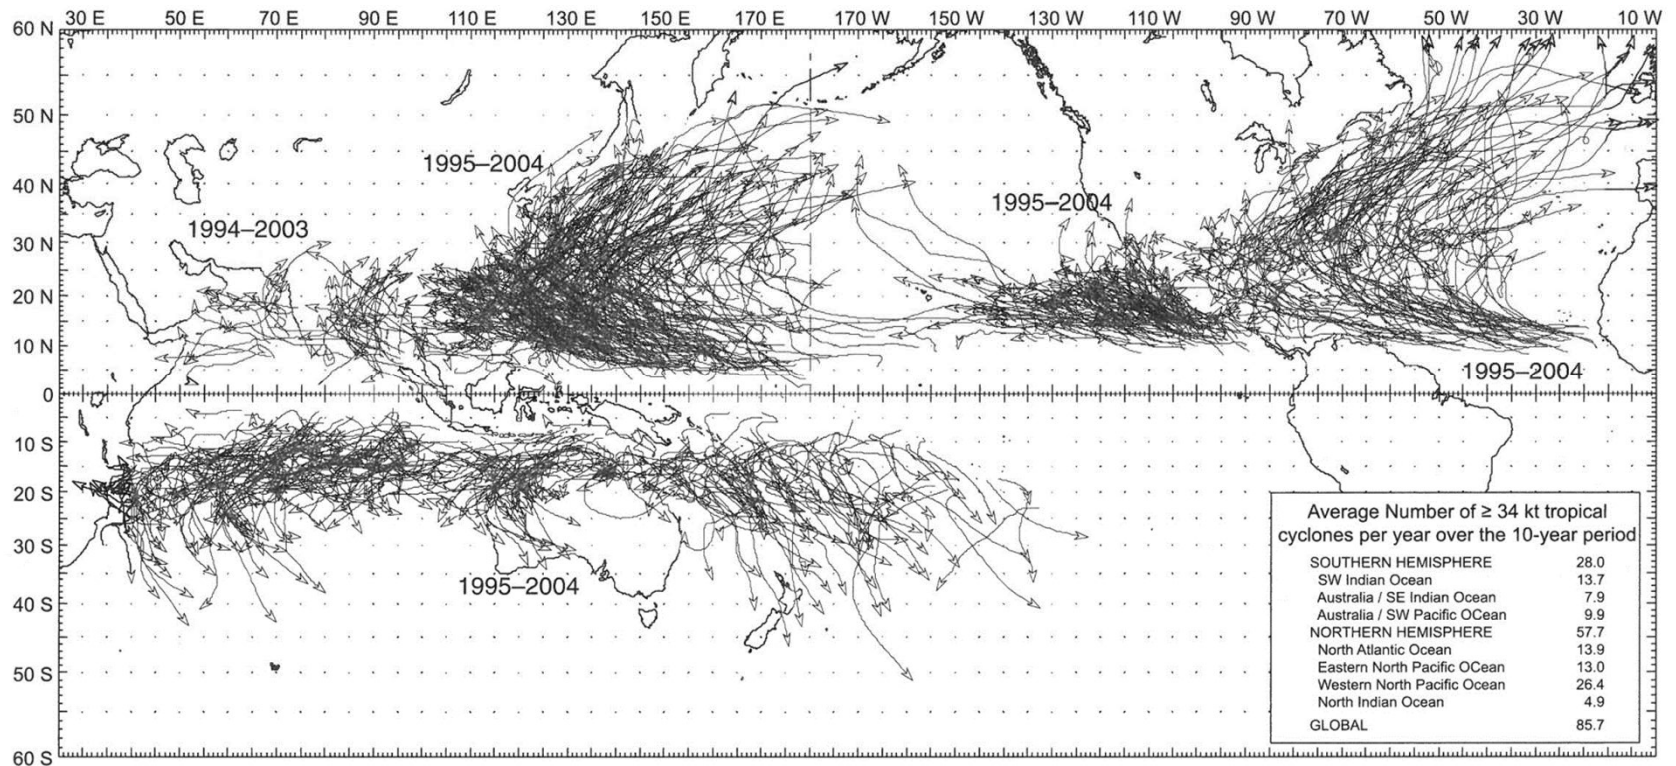 30 E 50 E 70 E 90 E 110 E 130 E 150 E 170 E 170 W 150 W 130 W 110 W 90 W 70 W 50 W 30 W 10 W
60 N
50 N
1995–2004
40 N
1995–2004
1994–2003
30 N
20 N
10 N
1995–2004
0
10 S
20 S
Average Number of ≥ 34 kt tropical
cyclones per year over the 10-year period
30 S
SOUTHERN HEMISPHERE 28.0
SW Indian Ocean 13.7
1995–2004
Australia / SE Indian Ocean 7.9
40 S
Australia / SW Pacific OCean 9.9
NORTHERN HEMISPHERE 57.7
North Atlantic Ocean 13.9
Eastern North Pacific OCean 13.0
50 S
Western North Pacific Ocean 26.4
North Indian Ocean 4.9
GLOBAL 85.7
60 S